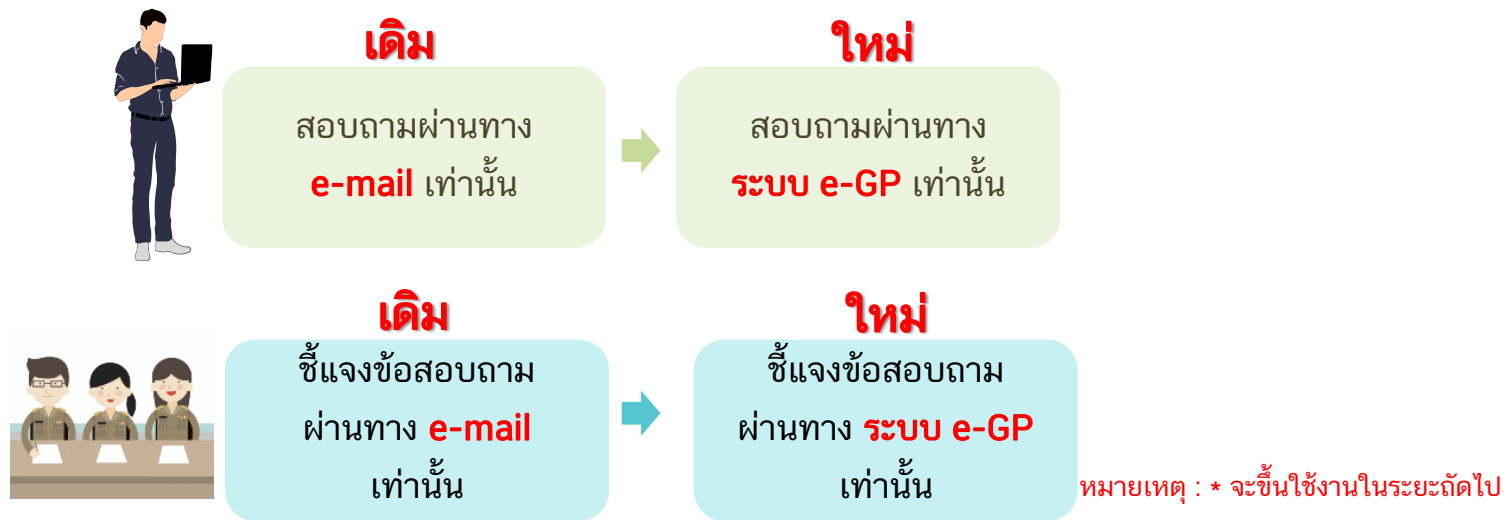 เดิม
ใหม่
สอบถามผ่านทาง
e-mail เท่านั้น
สอบถามผ่านทาง
ระบบ e-GP เท่านั้น
เดิม
ใหม่
ชี้แจงข้อสอบถาม
ผ่านทาง e-mail
เท่านั้น
ชี้แจงข้อสอบถาม
ผ่านทาง ระบบ e-GP
เท่านั้น
หมายเหตุ : * จะขึ้นใช้งานในระยะถัดไป